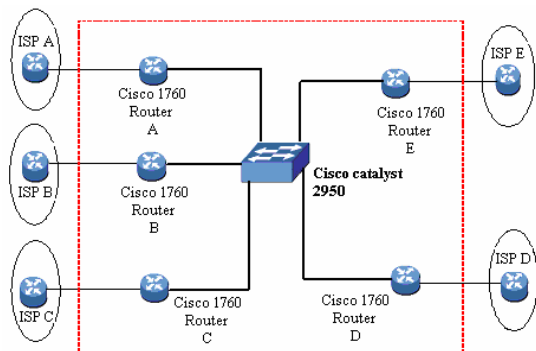 ISP A
Cisco 1760
Router
A
ISP B
Cisco 1760
Router
B
ISP C
Cisco 1760
Router
C
Cisco catalyst
2950
ISP E
Cisco 1760
Router
E
ISP D
Cisco 1760
Router
D